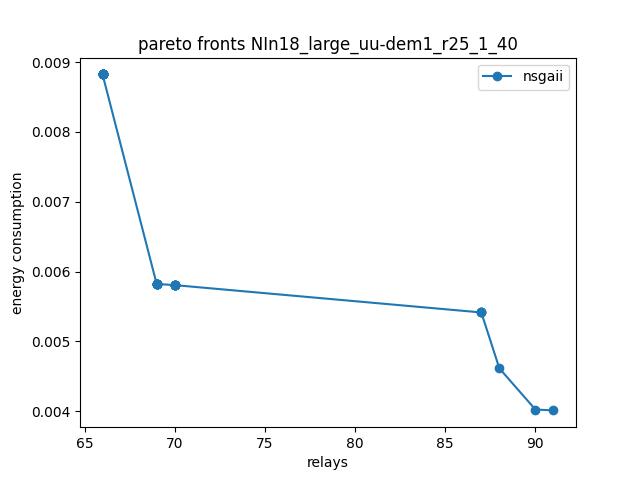 pareto fronts NIn18_large_uu-dem1_r25_1_40
nsgaii
energy consumption
0.009
0.008
0.007
0.006
0.005
0.004
65 70 75 80 85 90
relays